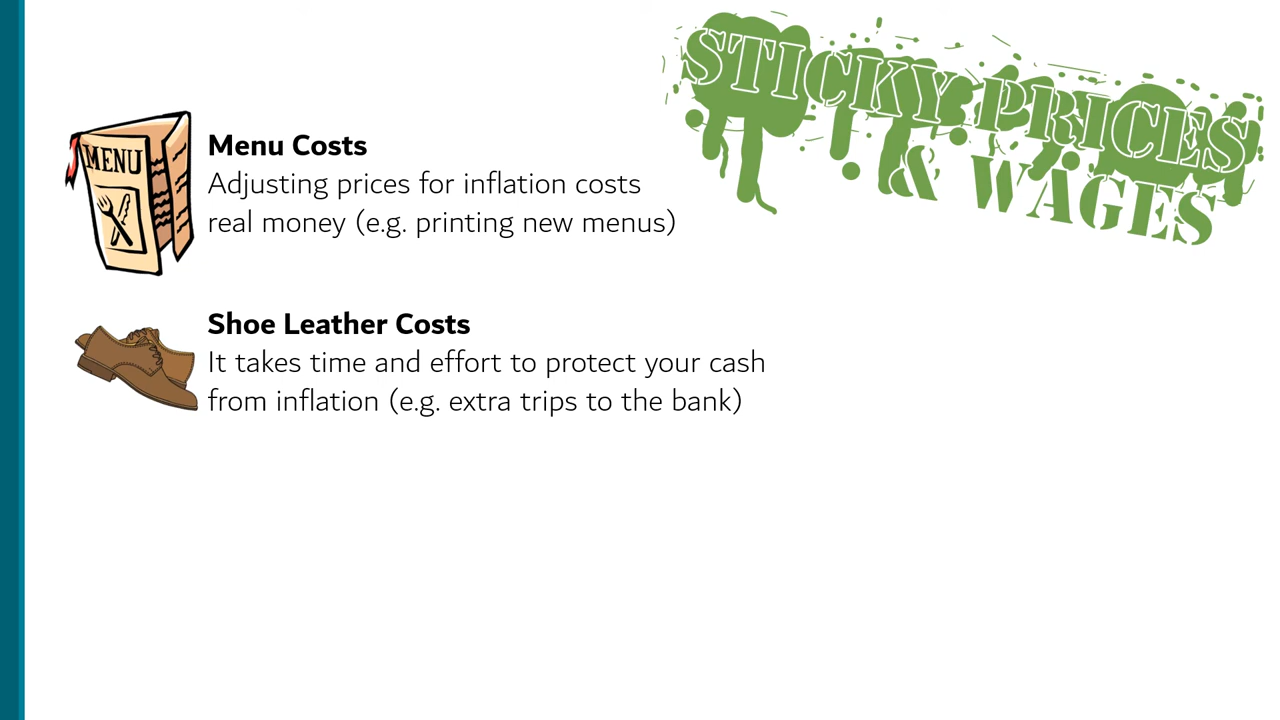 STICKY PRICES
& WAGES
MENU
Menu Costs
Adjusting prices for inflation costs
real money (e.g. printing new menus)
Shoe Leather Costs
It takes time and effort to protect your cash
from inflation (e.g. extra trips to the bank)